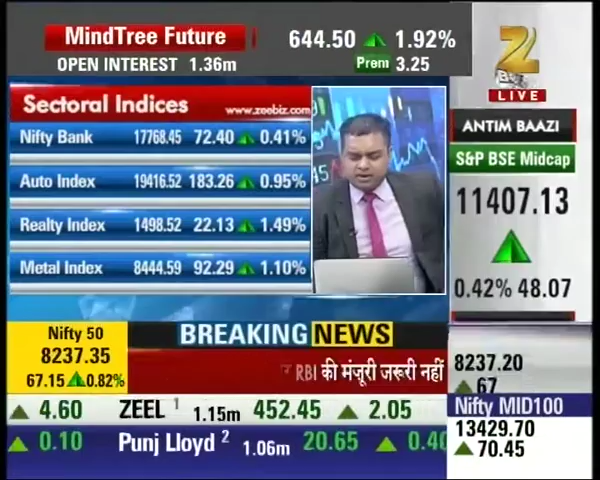 MindTree Future 644.50 1.92%
OPEN INTEREST 1.36m Prem 3.25
LIVE
Sectoral Indices www.zeebiz.com
Nifty Bank 17768.45 72.40 0.41%
Auto Index 19416.52 183.26 0.95%
Realty Index 1498.52 22.13 1.49%
Metal Index 8444.59 92.29 1.10%
ANTIM BAAZI
S&P BSE Midcap
11407.13
0.42% 48.07
Nifty 50
8237.35
67.15 0.82%
BREAKING NEWS
RBI की मंजूरी जरूरी नहीं
8237.20
67
Nifty MID100
13429.70
70.45
4.60 ZEEL 1 1.15m 452.45 2.05
0.10 Punj Lloyd 2 1.06m 20.65